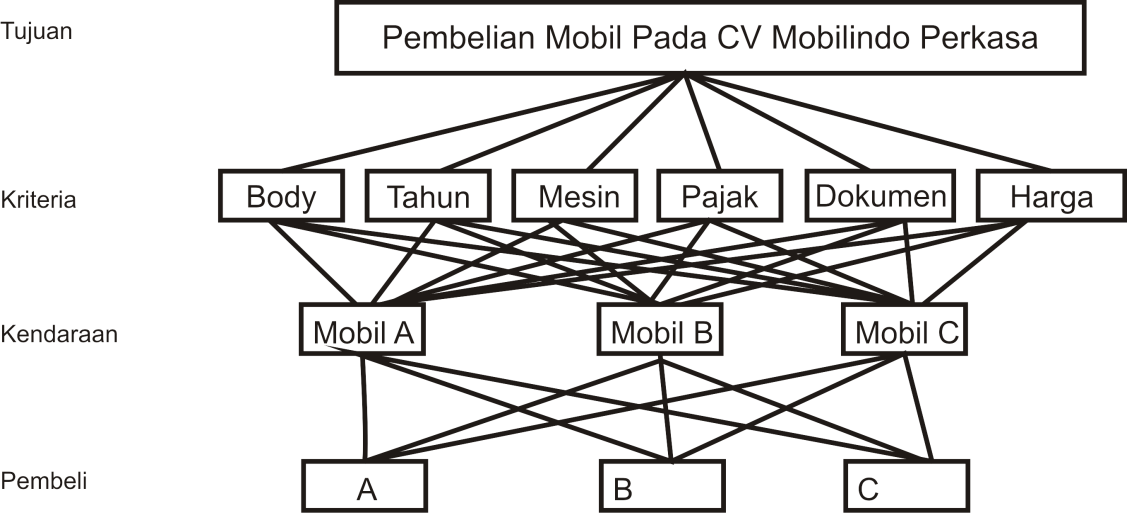 Tujuan
Pembelian Mobil Pada CV Mobilindo Perkasa
Kriteria
Body
Tahun
Mesin
Pajak
Dokumen
Harga
Kendaraan
Mobil A
Mobil B
Mobil C
Pembeli
A
B
C